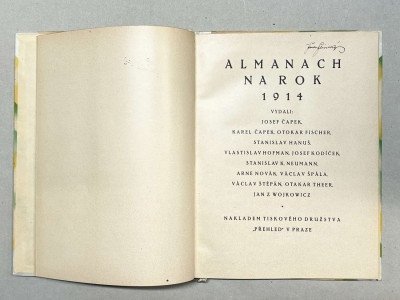 ALMANACH
NA ROK
1914
VYDALI:
JOSEF ČAPEK,
KAREL ČAPEK, OTOKAR FISCHER,
STANISLAV HANUŠ,
VLASTISLAV HOFMAN, JOSEF KODÍČEK,
STANISLAV K. NEUMANN,
ARNE NOVÁK, VÁCLAV ŠPÁLA,
VÁCLAV ŠTĚPÁN, OTAKAR THEER,
JAN Z WOJKOWICZ
NÁKLADEM TISKOVÉHO DRUŽSTVA
„PŘEHLED“ V PRAZE